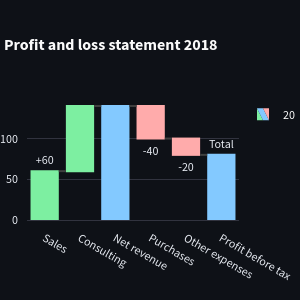 Profit and loss statement 2018
20
100
50
0
+60
-40
-20
Total
Sales
Consulting
Net revenue
Purchases
Other expenses
Profit before tax